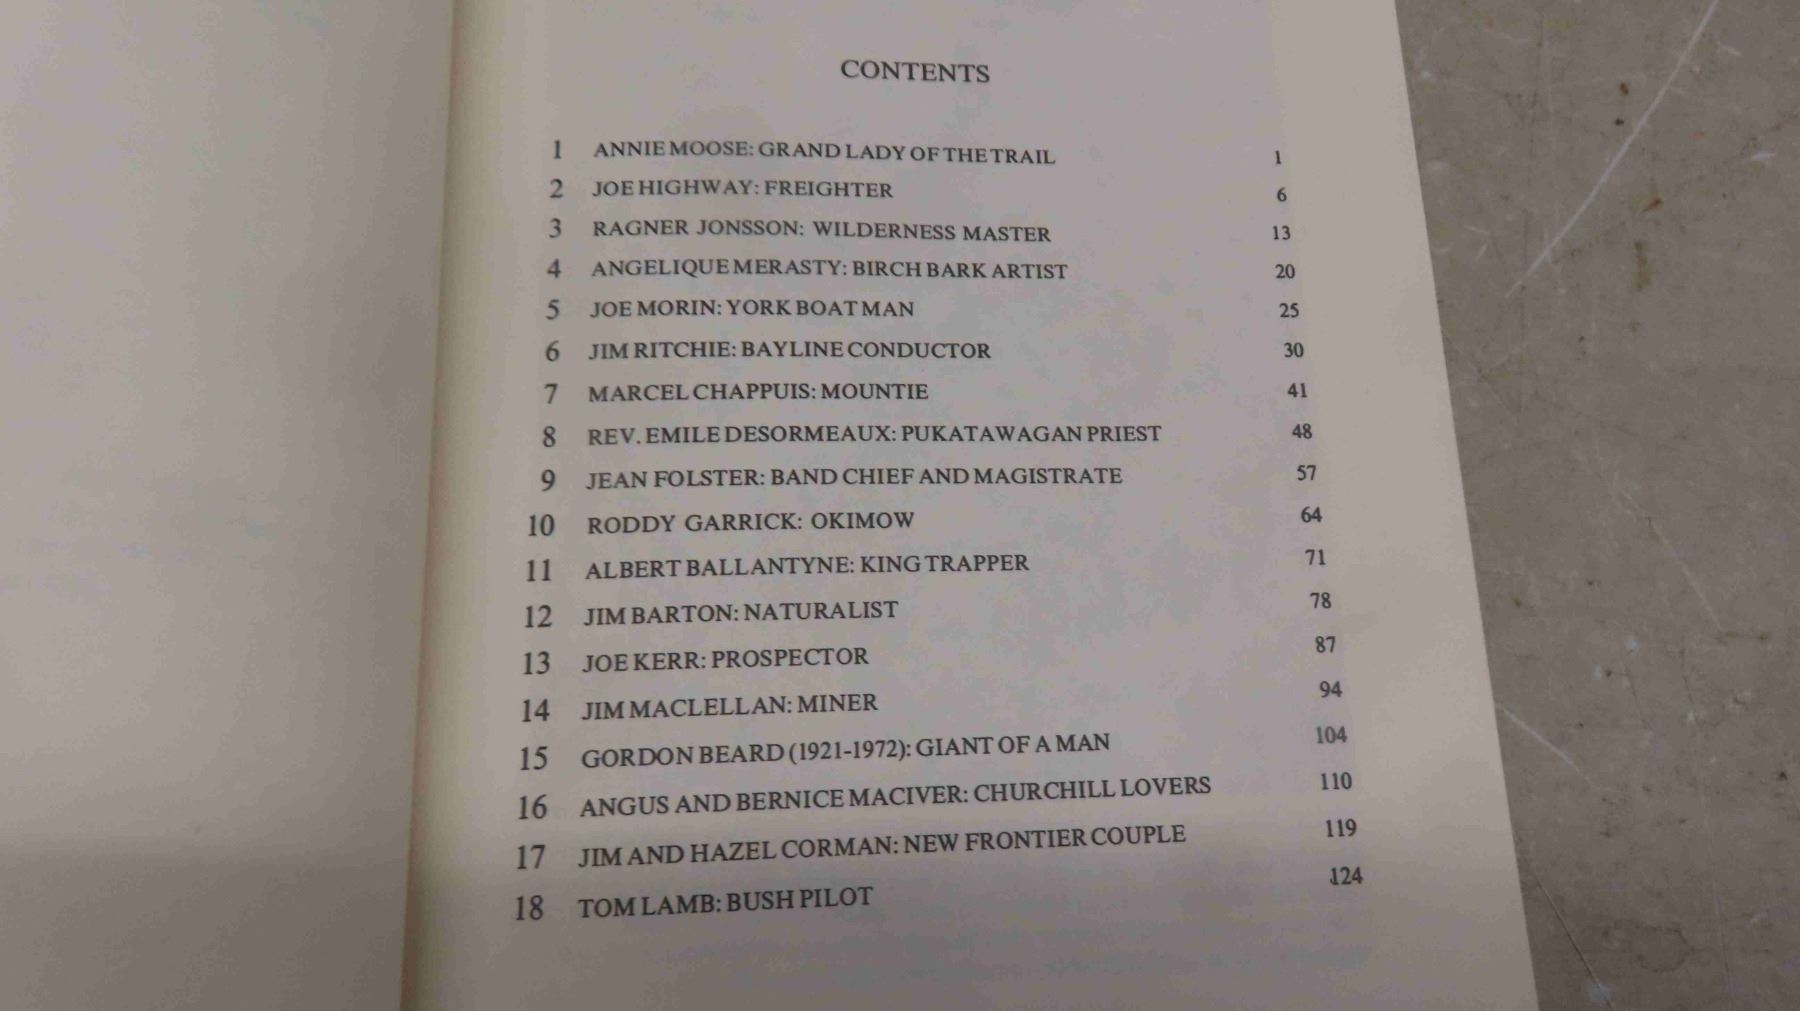 CONTENTS
1 ANNIE MOOSE: GRAND LADY OF THE TRAIL 1
2 JOE HIGHWAY: FREIGHTER 6
3 RAGNER JONSSON: WILDERNESS MASTER 13
4 ANGELIQUE MERASTY: BIRCH BARK ARTIST 20
5 JOE MORIN: YORK BOAT MAN 25
6 JIM RITCHIE: BAYLINE CONDUCTOR 30
7 MARCEL CHAPPUIS: MOUNTIE 41
8 REV. EMILE DESORMEAUX: PUKATAWAGAN PRIEST 48
9 JEAN FOLSTER: BAND CHIEF AND MAGISTRATE 57
10 RODDY GARRICK: OKIMOW 64
11 ALBERT BALLANTYNE: KING TRAPPER 71
12 JIM BARTON: NATURALIST 78
13 JOE KERR: PROSPECTOR 87
14 JIM MACLELLAN: MINER 94
15 GORDON BEARD (1921-1972): GIANT OF A MAN 104
16 ANGUS AND BERNICE MACIVER: CHURCHILL LOVERS 110
17 JIM AND HAZEL CORMAN: NEW FRONTIER COUPLE 119
18 TOM LAMB: BUSH PILOT 124